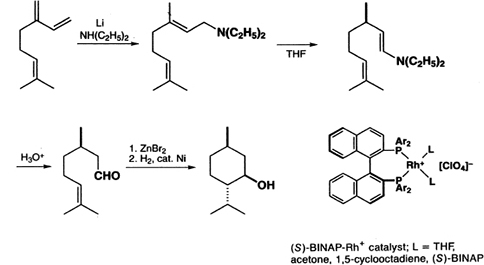 Li
NH(C₂H₅)₂
N(C₂H₅)₂
THF
N(C₂H₅)₂
H₃O⁺
CHO
1. ZnBr₂
2. H₂, cat. Ni
OH
Ar₂
P
L
Rh⁺
[ClO₄]⁻
P
L
Ar₂
(S)-BINAP-Rh⁺ catalyst; L = THF,
acetone, 1,5-cyclooctadiene, (S)-BINAP